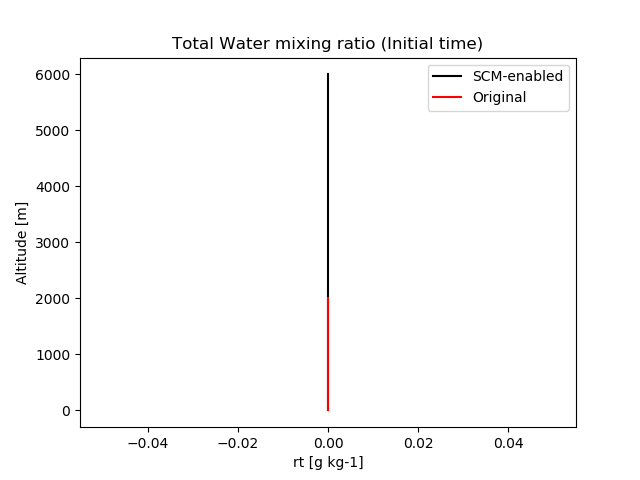 Total Water mixing ratio (Initial time)
SCM-enabled
Original
Altitude [m]
6000
5000
4000
3000
2000
1000
0
−0.04 −0.02 0.00 0.02 0.04
rt [g kg-1]